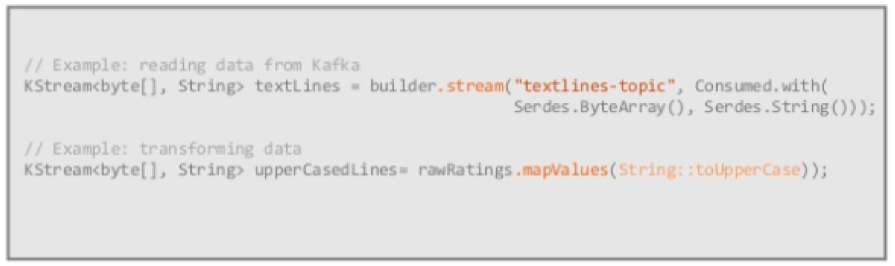 // Example: reading data from Kafka
KStream<byte[], String> textLines = builder.stream("textlines-topic", Consumed.with(
Serdes.ByteArray(), Serdes.String()));
// Example: transforming data
KStream<byte[], String> upperCasedLines= rawRatings.mapValues(String::toUpperCase));